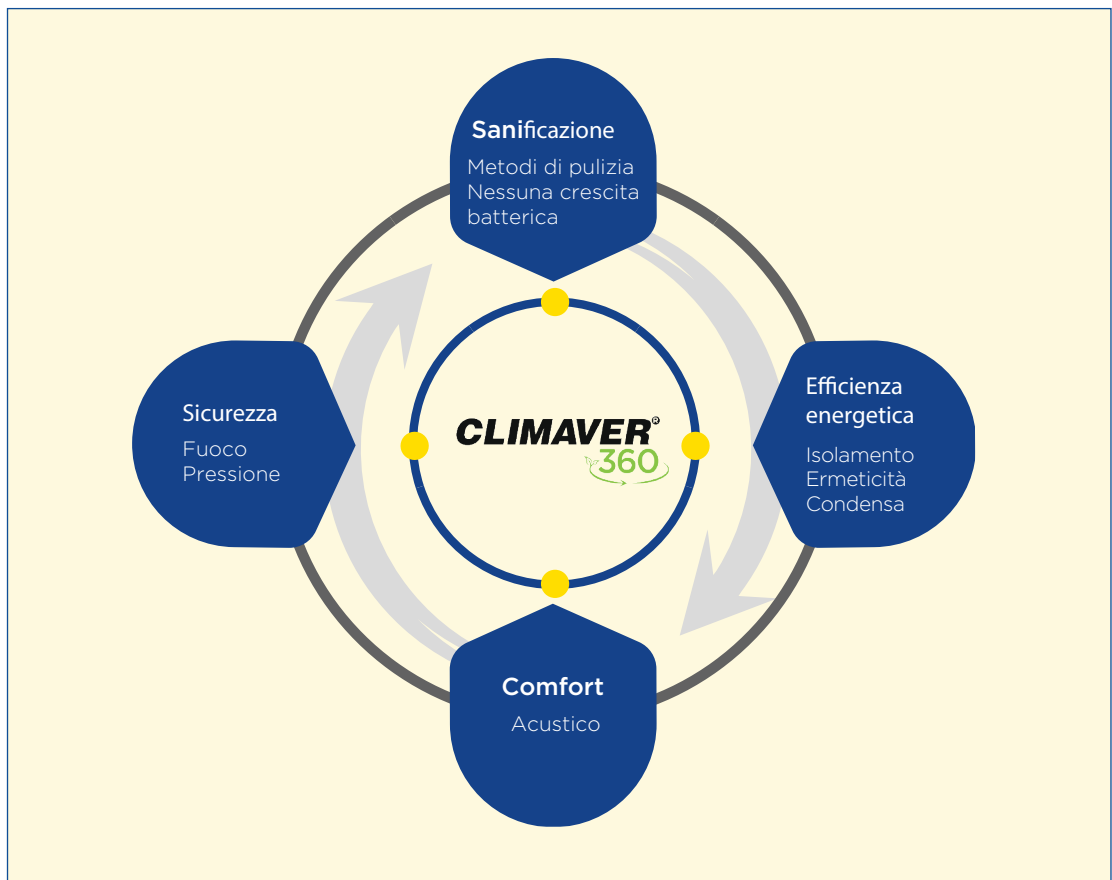 Sanificazione
Metodi di pulizia
Nessuna crescita
batterica
Sicurezza
Fuoco
Pressione
CLIMAVER®
360
Efficienza
energetica
Isolamento
Ermeticità
Condensa
Comfort
Acustico